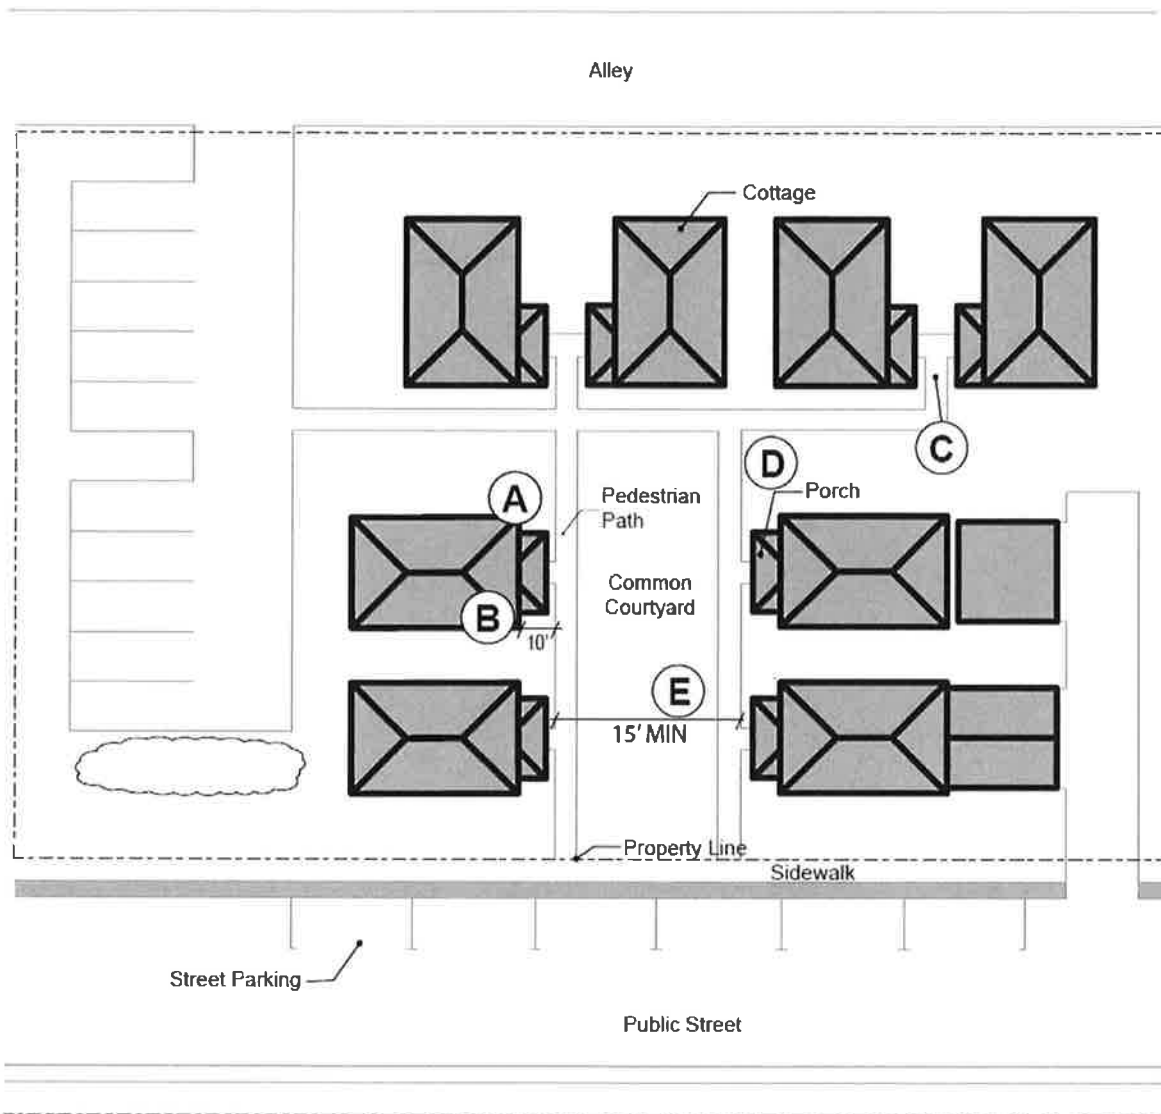 Alley
Cottage
C
D
Porch
A
Pedestrian
Path
Common
Courtyard
B
10'
E
15' MIN
Property Line
Sidewalk
Street Parking
Public Street